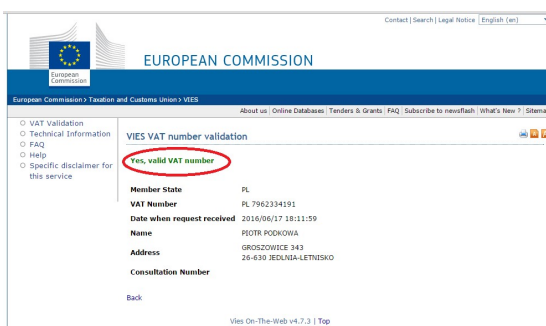 Contact | Search | Legal Notice English (en)
European
Commission
EUROPEAN COMMISSION
European Commission > Taxation and Customs Union > VIES
About us | Online Databases | Tenders & Grants | FAQ | Subscribe to newsflash | What's New ? | Sitema
VAT Validation
Technical Information
FAQ
Help
Specific disclaimer for
this service
VIES VAT number validation
Yes, valid VAT number
Member State PL
VAT Number PL 7962334191
Date when request received 2016/06/17 18:11:59
Name PIOTR PODKOWA
Address GROSZOWICE 343
26-630 JEDLNIA-LETNISKO
Consultation Number
Back
Vies On-The-Web v4.7.3 | Top